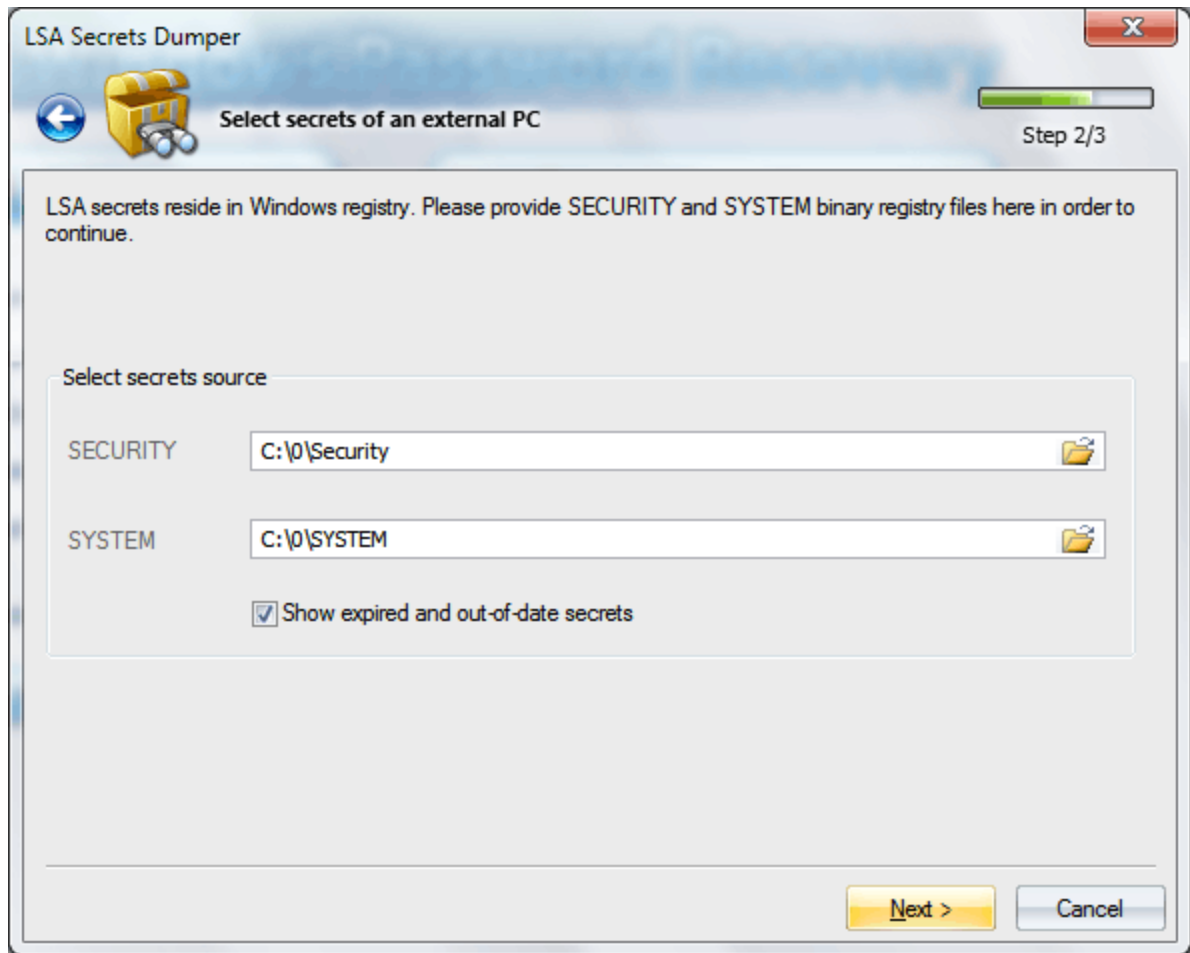 LSA Secrets Dumper
Select secrets of an external PC
Step 2/3
LSA secrets reside in Windows registry. Please provide SECURITY and SYSTEM binary registry files here in order to
continue.
Select secrets source
SECURITY
C:\0\Security
SYSTEM
C:\0\SYSTEM
Show expired and out-of-date secrets
Next >
Cancel